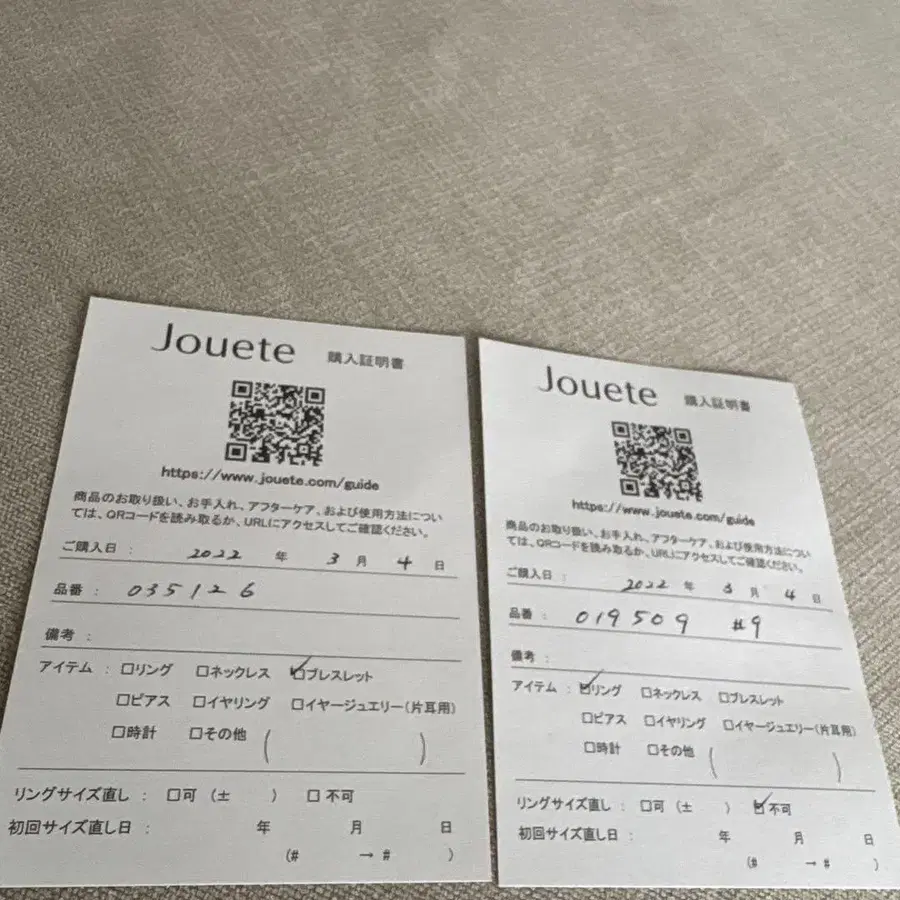 Jouete 購入証明書
https://www.jouete.com/guide
商品のお取り扱い、お手入れ、アフターケア、および使用方法につい
ては、QRコードを読み取るか、URLにアクセスしてご確認ください。
ご購入日 : 2022 年 3 月 4 日
品番 : 035126
備考 :
アイテム : □リング □ネックレス ☑ブレスレット
□ピアス □イヤリング □イヤージュエリー(片耳用)
□時計 □その他 ( )
リングサイズ直し : □可 (± ) □ 不可
初回サイズ直し日 : 年 月 日
(# → # )
Jouete 購入証明書
https://www.jouete.com/guide
商品のお取り扱い、お手入れ、アフターケア、および使用方法につい
ては、QRコードを読み取るか、URLにアクセスしてご確認ください。
ご購入日 : 2022 年 3 月 4 日
品番 : 019509 #9
備考 :
アイテム : ☑リング □ネックレス □ブレスレット
□ピアス □イヤリング □イヤージュエリー(片耳用)
□時計 □その他 ( )
リングサイズ直し : □可 (± ) ☑不可
初回サイズ直し日 : 年 月 日
(# → # )